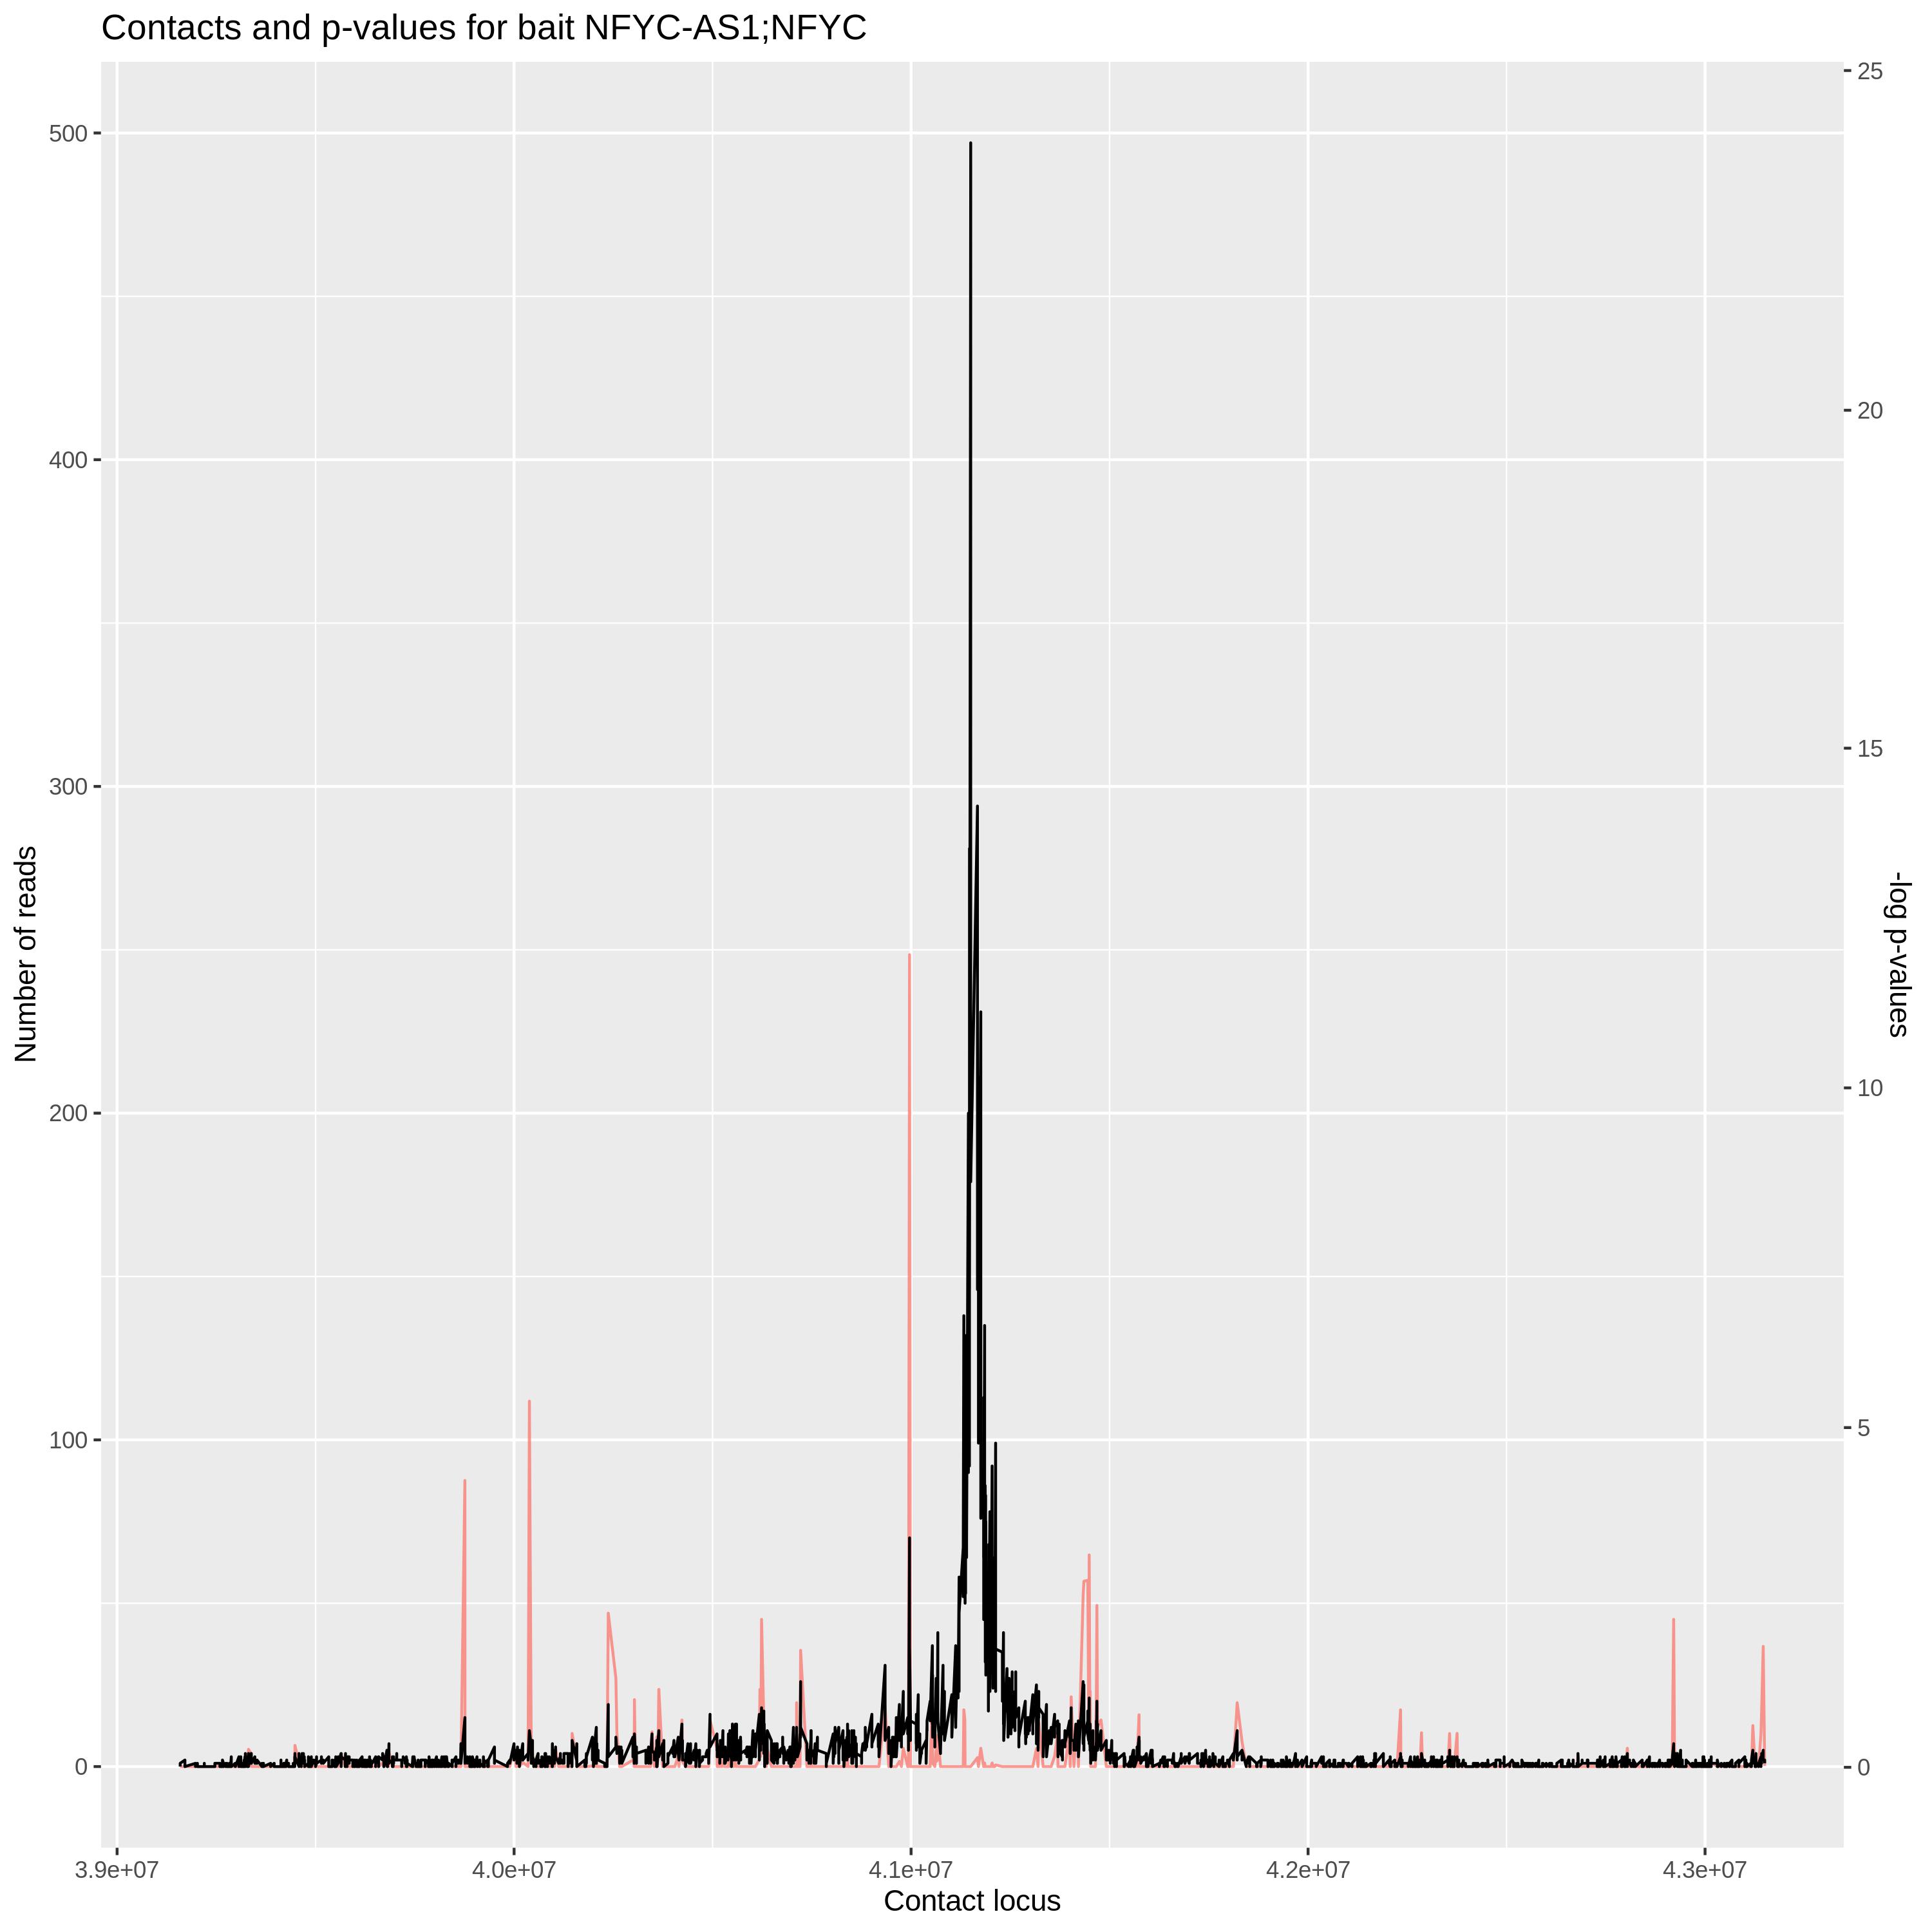 Contacts and p-values for bait NFYC-AS1;NFYC
Number of reads
500
400
300
200
100
0
25
20
15
10
5
0
-log p-values
3.9e+07
4.0e+07
4.1e+07
4.2e+07
4.3e+07
Contact locus